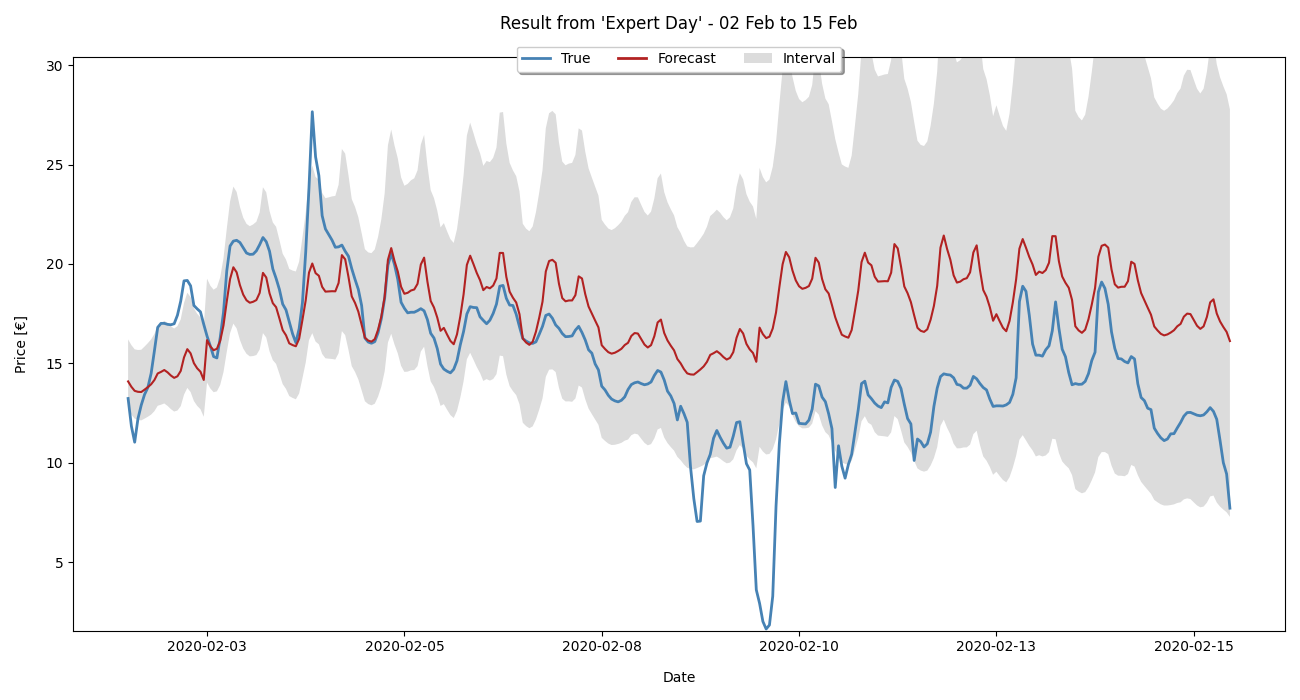 Result from 'Expert Day' - 02 Feb to 15 Feb
True
Forecast
Interval
Price [€]
30
25
20
15
10
5
2020-02-03
2020-02-05
2020-02-08
2020-02-10
2020-02-13
2020-02-15
Date